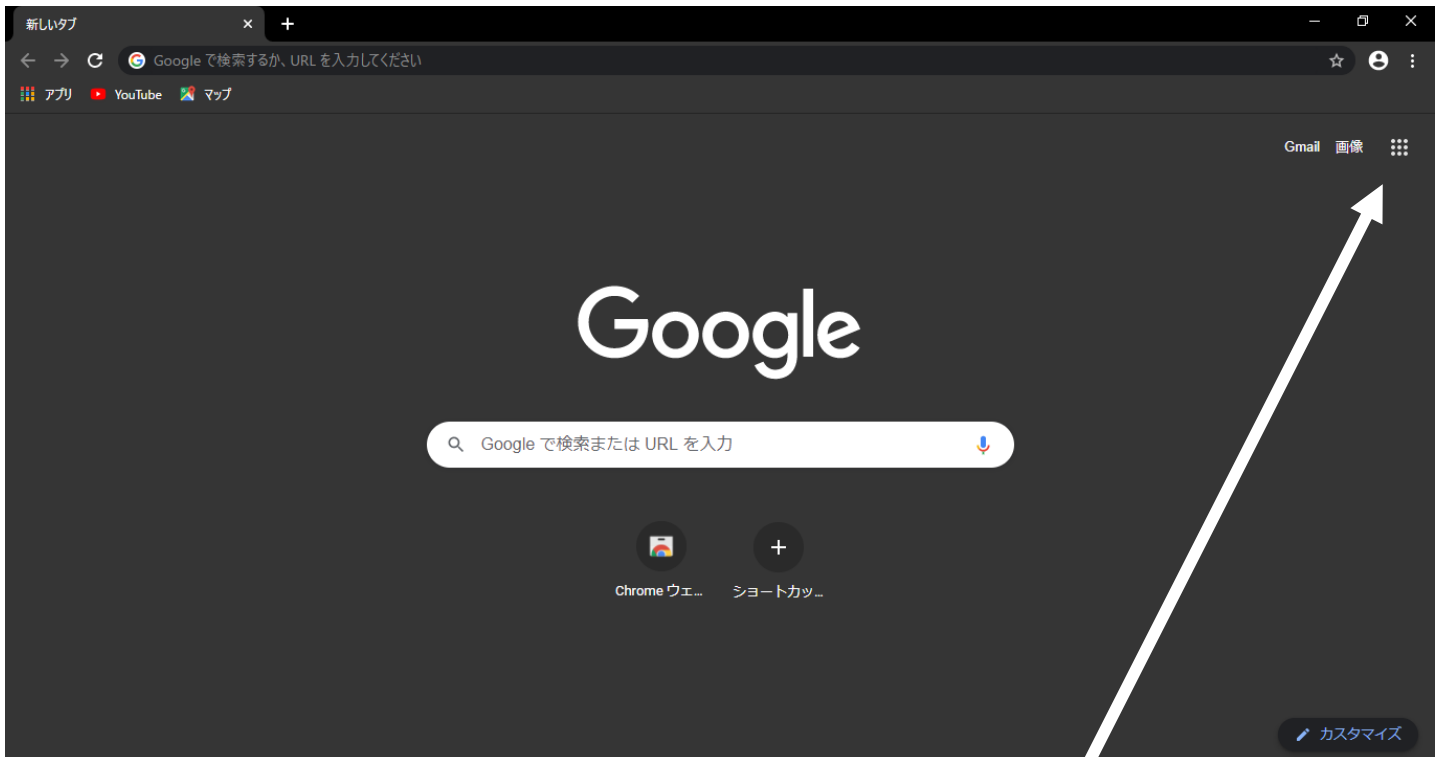 新しいタブ
Google で検索するか、URL を入力してください
アプリ YouTube マップ
Gmail 画像
Google
Google で検索または URL を入力
Chrome ウェ... ショートカッ...
カスタマイズ